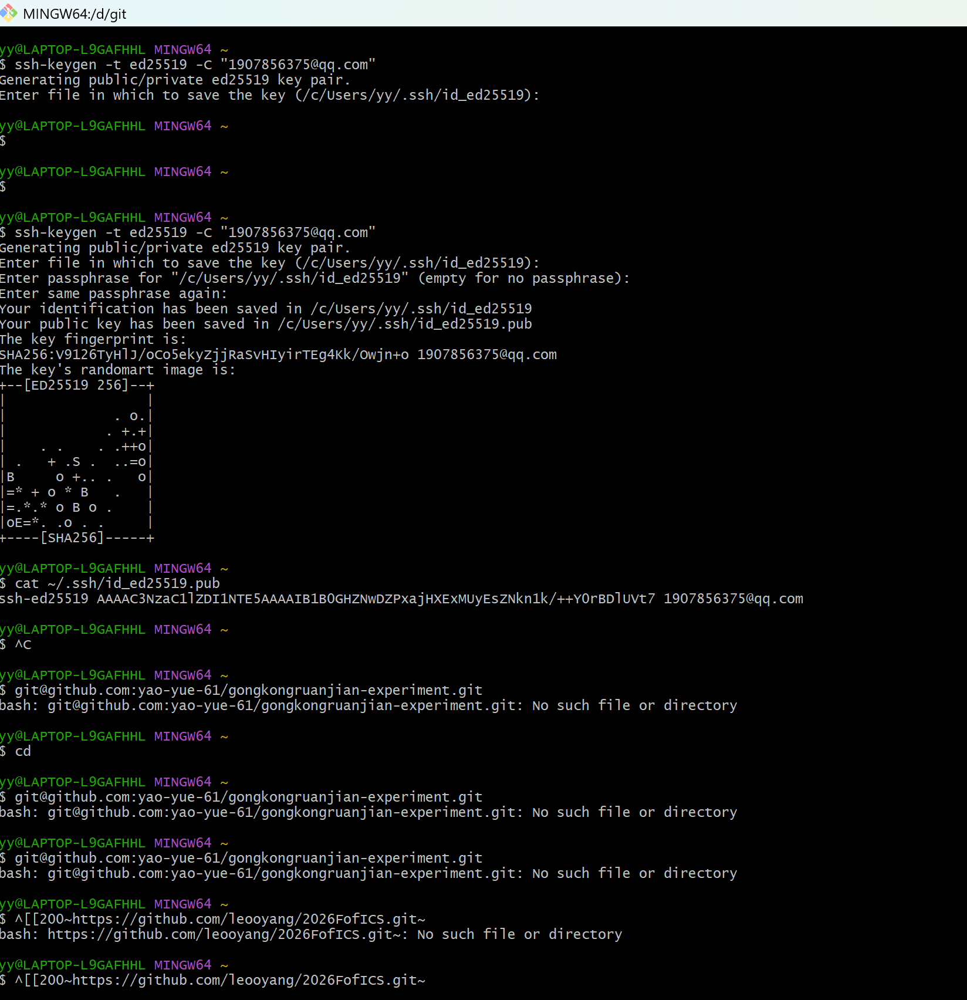 MINGW64:/d/git
yy@LAPTOP-L9GAFHHL MINGW64 ~
$ ssh-keygen -t ed25519 -C "1907856375@qq.com"
Generating public/private ed25519 key pair.
Enter file in which to save the key (/c/Users/yy/.ssh/id_ed25519):
yy@LAPTOP-L9GAFHHL MINGW64 ~
$
yy@LAPTOP-L9GAFHHL MINGW64 ~
$
yy@LAPTOP-L9GAFHHL MINGW64 ~
$ ssh-keygen -t ed25519 -C "1907856375@qq.com"
Generating public/private ed25519 key pair.
Enter file in which to save the key (/c/Users/yy/.ssh/id_ed25519):
Enter passphrase for "/c/Users/yy/.ssh/id_ed25519" (empty for no passphrase):
Enter same passphrase again:
Your identification has been saved in /c/Users/yy/.ssh/id_ed25519
Your public key has been saved in /c/Users/yy/.ssh/id_ed25519.pub
The key fingerprint is:
SHA256:V9126TyHlJ/oCo5ekyZjjRaSvHIyirTEg4Kk/Owjn+o 1907856375@qq.com
The key's randomart image is:
+--[ED25519 256]--+
|                 |
|             . o.|
|            . +.+|
|    . .    . .++o|
| .   + .S .  ..=o|
|B     o +.. .   o|
|=* + o * B   .   |
|=.*.* o B o .    |
|oE=*. .o . .     |
+----[SHA256]-----+
yy@LAPTOP-L9GAFHHL MINGW64 ~
$ cat ~/.ssh/id_ed25519.pub
ssh-ed25519 AAAAC3NzaC1lZDI1NTE5AAAAIB1B0GHZNwDZPxajHXExMUyEsZNkn1k/++Y0rBDlUVt7 1907856375@qq.com
yy@LAPTOP-L9GAFHHL MINGW64 ~
$ ^C
yy@LAPTOP-L9GAFHHL MINGW64 ~
$ git@github.com:yao-yue-61/gongkongruanjian-experiment.git
bash: git@github.com:yao-yue-61/gongkongruanjian-experiment.git: No such file or directory
yy@LAPTOP-L9GAFHHL MINGW64 ~
$ cd
yy@LAPTOP-L9GAFHHL MINGW64 ~
$ git@github.com:yao-yue-61/gongkongruanjian-experiment.git
bash: git@github.com:yao-yue-61/gongkongruanjian-experiment.git: No such file or directory
yy@LAPTOP-L9GAFHHL MINGW64 ~
$ git@github.com:yao-yue-61/gongkongruanjian-experiment.git
bash: git@github.com:yao-yue-61/gongkongruanjian-experiment.git: No such file or directory
yy@LAPTOP-L9GAFHHL MINGW64 ~
$ ^[[200~https://github.com/leooyang/2026FofICS.git~
bash: https://github.com/leooyang/2026FofICS.git~: No such file or directory
yy@LAPTOP-L9GAFHHL MINGW64 ~
$ ^[[200~https://github.com/leooyang/2026FofICS.git~